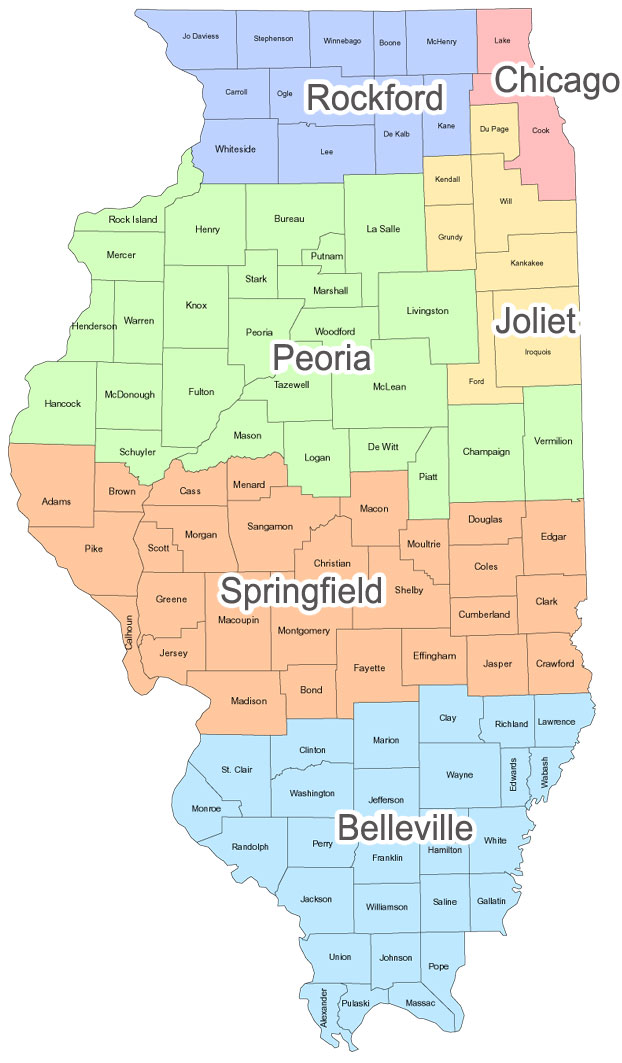 Jo Daviess
Stephenson
Winnebago
Boone
McHenry
Lake
Chicago
Carroll
Ogle
Rockford
Kane
Du Page
Cook
De Kalb
Whiteside
Lee
Kendall
Will
Rock Island
Henry
Bureau
La Salle
Grundy
Mercer
Putnam
Kankakee
Stark
Marshall
Knox
Livingston
Henderson
Warren
Peoria
Woodford
Joliet
Iroquois
Peoria
Tazewell
McLean
Ford
Hancock
McDonough
Fulton
Mason
De Witt
Vermilion
Schuyler
Logan
Champaign
Piatt
Adams
Brown
Cass
Menard
Macon
Douglas
Sangamon
Morgan
Edgar
Pike
Scott
Moultrie
Christian
Coles
Springfield
Shelby
Greene
Clark
Macoupin
Cumberland
Calhoun
Montgomery
Jersey
Effingham
Jasper
Crawford
Fayette
Bond
Madison
Clay
Richland
Lawrence
Marion
Clinton
St. Clair
Wayne
Edwards
Wabash
Washington
Jefferson
Monroe
Belleville
Randolph
Perry
White
Hamilton
Franklin
Jackson
Williamson
Saline
Gallatin
Union
Johnson
Pope
Alexander
Pulaski
Massac